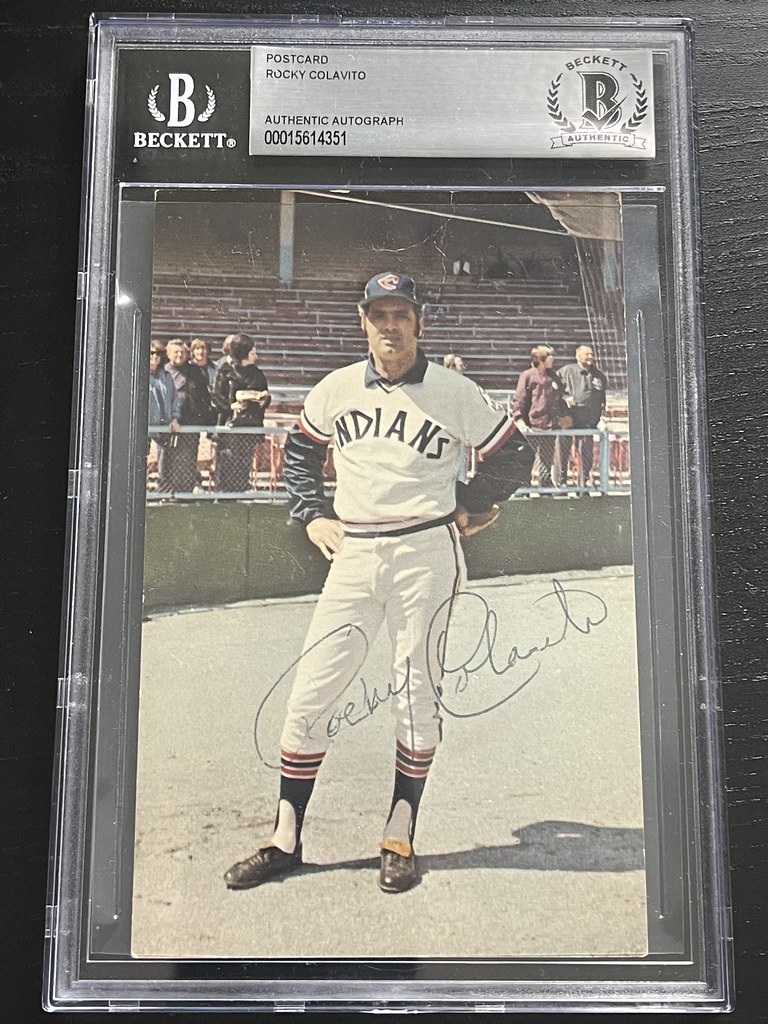 POSTCARD
ROCKY COLAVITO
AUTHENTIC AUTOGRAPH
00015614351
B
BECKETT®
BECKETT
B
AUTHENTIC
C
INDIANS
Rocky Colavito